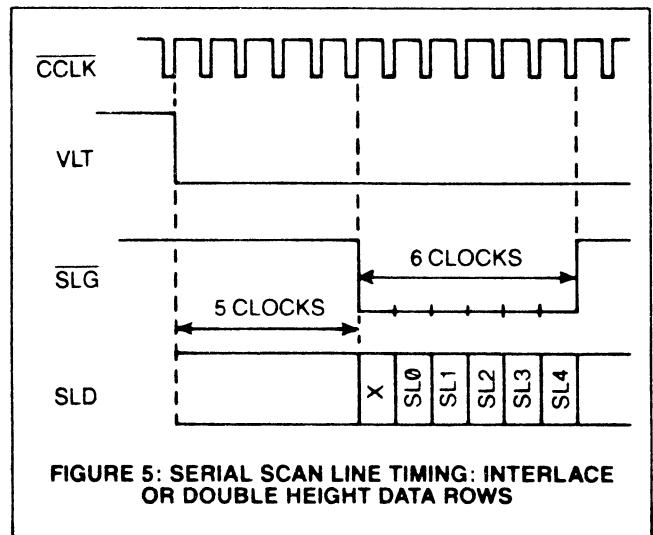 CCLK
VLT
SLG
6 CLOCKS
5 CLOCKS
SLD
X
SL0
SL1
SL2
SL3
SL4
FIGURE 5: SERIAL SCAN LINE TIMING: INTERLACE
OR DOUBLE HEIGHT DATA ROWS